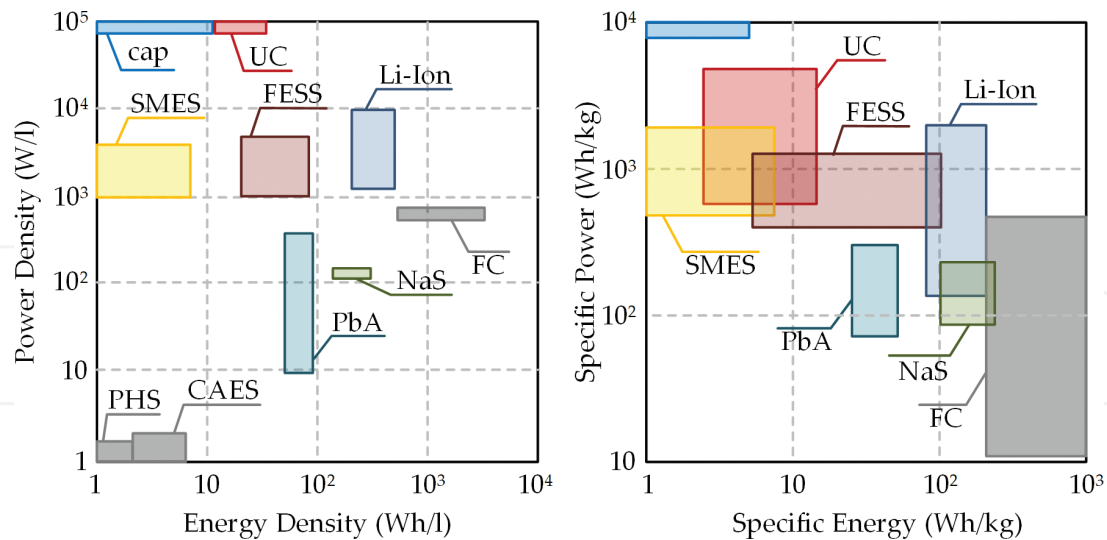 Power Density (W/l)
10⁵
10⁴
10³
10²
10
1
cap
UC
Li-Ion
SMES
FESS
FC
NaS
PbA
PHS
CAES
1
10
10²
10³
10⁴
Energy Density (Wh/l)
Specific Power (Wh/kg)
10⁴
10³
10²
10
UC
Li-Ion
FESS
SMES
PbA
NaS
FC
1
10
10²
10³
Specific Energy (Wh/kg)